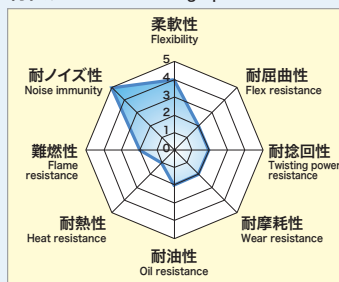 柔軟性
Flexibility
5
4
3
2
1
0
耐屈曲性
Flex resistance
耐捻回性
Twisting power
resistance
耐摩耗性
Wear resistance
耐油性
Oil resistance
耐熱性
Heat resistance
難燃性
Flame
resistance
耐ノイズ性
Noise immunity